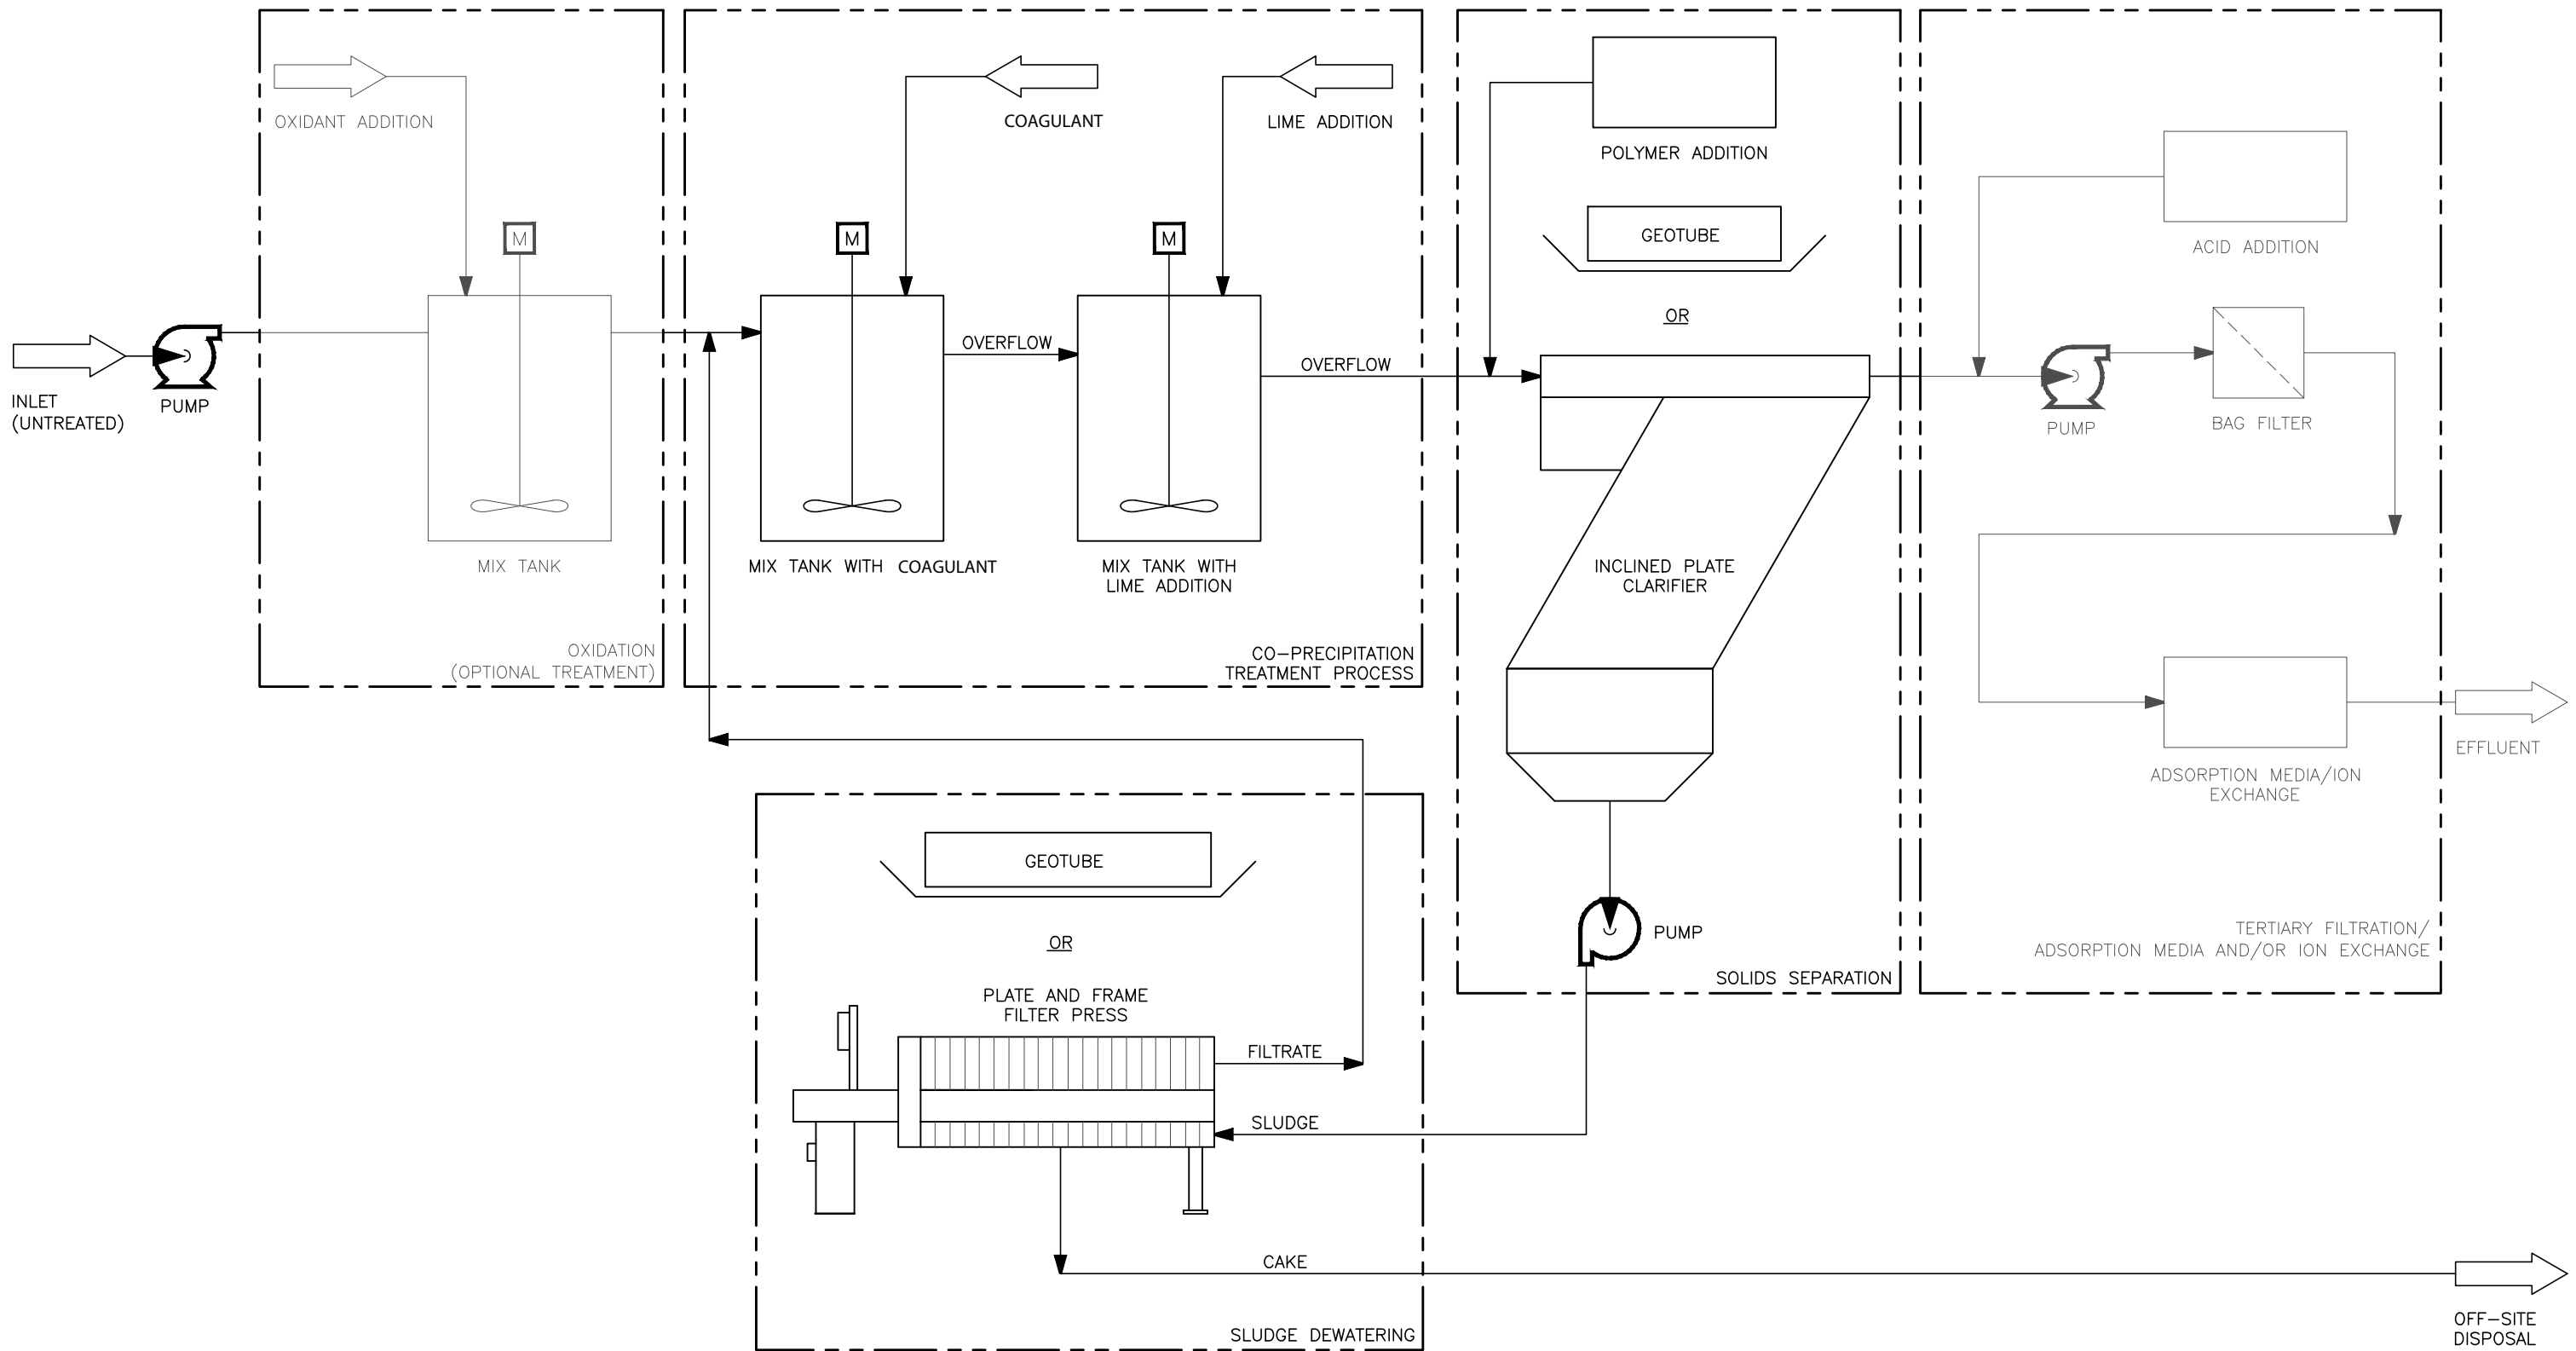 INLET
(UNTREATED)
PUMP
OXIDANT ADDITION
M
MIX TANK
OXIDATION
(OPTIONAL TREATMENT)
COAGULANT
LIME ADDITION
M
M
OVERFLOW
OVERFLOW
MIX TANK WITH COAGULANT
MIX TANK WITH
LIME ADDITION
CO-PRECIPITATION
TREATMENT PROCESS
POLYMER ADDITION
GEOTUBE
OR
INCLINED PLATE
CLARIFIER
PUMP
SOLIDS SEPARATION
ACID ADDITION
PUMP
BAG FILTER
ADSORPTION MEDIA/ION
EXCHANGE
EFFLUENT
TERTIARY FILTRATION/
ADSORPTION MEDIA AND/OR ION EXCHANGE
GEOTUBE
OR
PLATE AND FRAME
FILTER PRESS
FILTRATE
SLUDGE
CAKE
SLUDGE DEWATERING
OFF-SITE
DISPOSAL